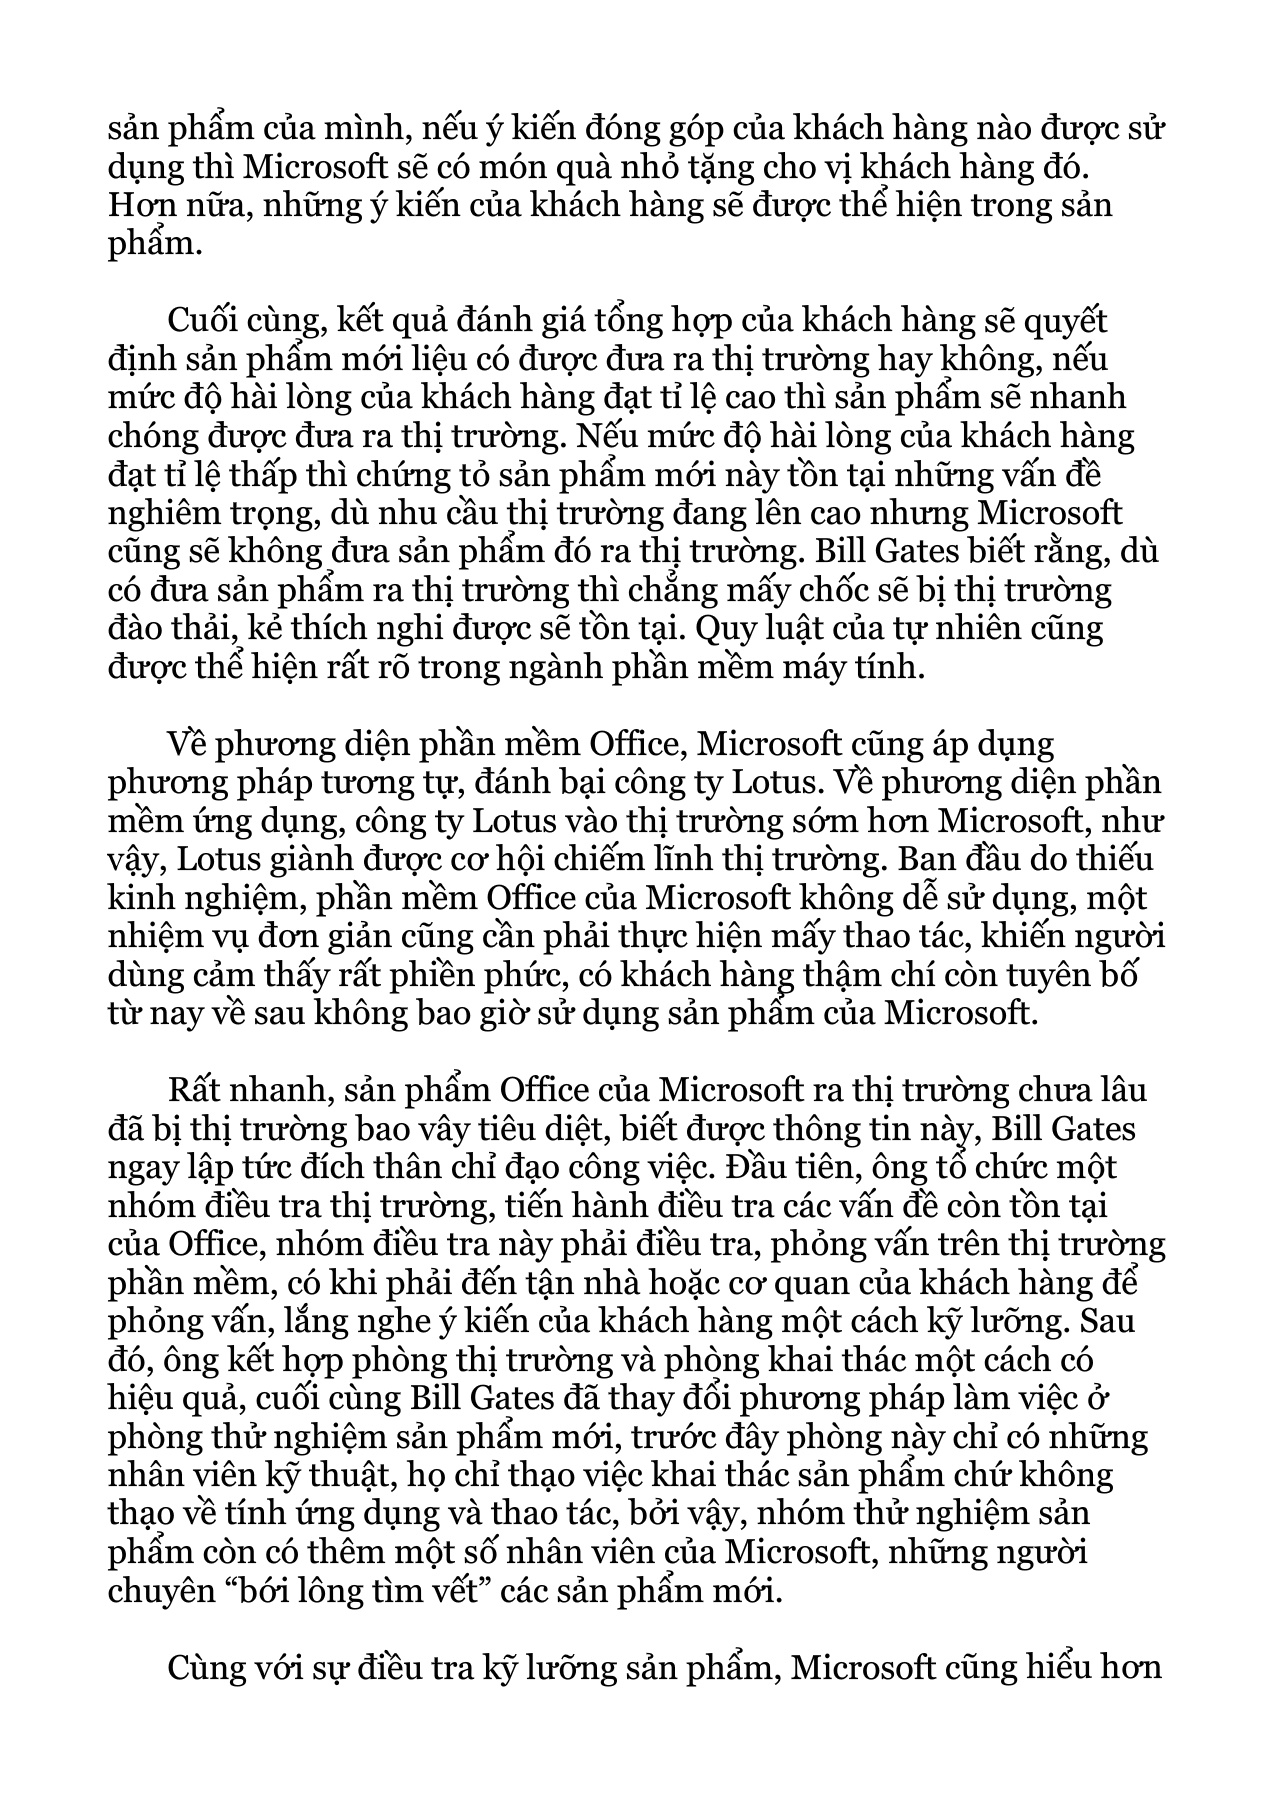 sản phẩm của mình, nếu ý kiến đóng góp của khách hàng nào được sử
dụng thì Microsoft sẽ có món quà nhỏ tặng cho vị khách hàng đó.
Hơn nữa, những ý kiến của khách hàng sẽ được thể hiện trong sản
phẩm.
Cuối cùng, kết quả đánh giá tổng hợp của khách hàng sẽ quyết
định sản phẩm mới liệu có được đưa ra thị trường hay không, nếu
mức độ hài lòng của khách hàng đạt tỉ lệ cao thì sản phẩm sẽ nhanh
chóng được đưa ra thị trường. Nếu mức độ hài lòng của khách hàng
đạt tỉ lệ thấp thì chứng tỏ sản phẩm mới này tồn tại những vấn đề
nghiêm trọng, dù nhu cầu thị trường đang lên cao nhưng Microsoft
cũng sẽ không đưa sản phẩm đó ra thị trường. Bill Gates biết rằng, dù
có đưa sản phẩm ra thị trường thì chẳng mấy chốc sẽ bị thị trường
đào thải, kẻ thích nghi được sẽ tồn tại. Quy luật của tự nhiên cũng
được thể hiện rất rõ trong ngành phần mềm máy tính.
Về phương diện phần mềm Office, Microsoft cũng áp dụng
phương pháp tương tự, đánh bại công ty Lotus. Về phương diện phần
mềm ứng dụng, công ty Lotus vào thị trường sớm hơn Microsoft, như
vậy, Lotus giành được cơ hội chiếm lĩnh thị trường. Ban đầu do thiếu
kinh nghiệm, phần mềm Office của Microsoft không dễ sử dụng, một
nhiệm vụ đơn giản cũng cần phải thực hiện mấy thao tác, khiến người
dùng cảm thấy rất phiền phức, có khách hàng thậm chí còn tuyên bố
từ nay về sau không bao giờ sử dụng sản phẩm của Microsoft.
Rất nhanh, sản phẩm Office của Microsoft ra thị trường chưa lâu
đã bị thị trường bao vây tiêu diệt, biết được thông tin này, Bill Gates
ngay lập tức đích thân chỉ đạo công việc. Đầu tiên, ông tổ chức một
nhóm điều tra thị trường, tiến hành điều tra các vấn đề còn tồn tại
của Office, nhóm điều tra này phải điều tra, phỏng vấn trên thị trường
phần mềm, có khi phải đến tận nhà hoặc cơ quan của khách hàng để
phỏng vấn, lắng nghe ý kiến của khách hàng một cách kỹ lưỡng. Sau
đó, ông kết hợp phòng thị trường và phòng khai thác một cách có
hiệu quả, cuối cùng Bill Gates đã thay đổi phương pháp làm việc ở
phòng thử nghiệm sản phẩm mới, trước đây phòng này chỉ có những
nhân viên kỹ thuật, họ chỉ thạo việc khai thác sản phẩm chứ không
thạo về tính ứng dụng và thao tác, bởi vậy, nhóm thử nghiệm sản
phẩm còn có thêm một số nhân viên của Microsoft, những người
chuyên “bới lông tìm vết” các sản phẩm mới.
Cùng với sự điều tra kỹ lưỡng sản phẩm, Microsoft cũng hiểu hơn